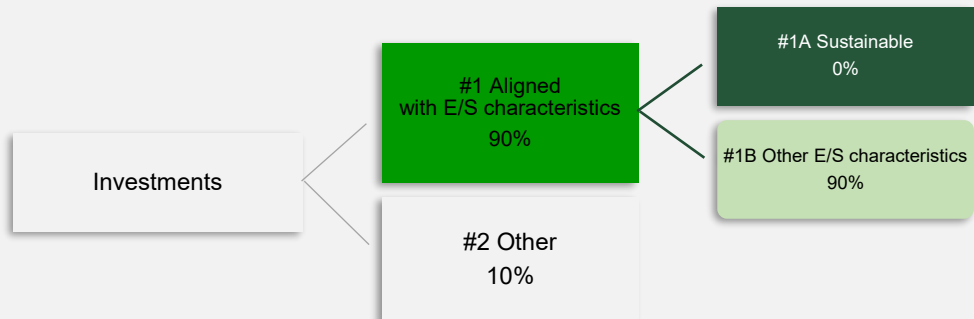 Investments
#1 Aligned
with E/S characteristics
90%
#2 Other
10%
#1A Sustainable
0%
#1B Other E/S characteristics
90%